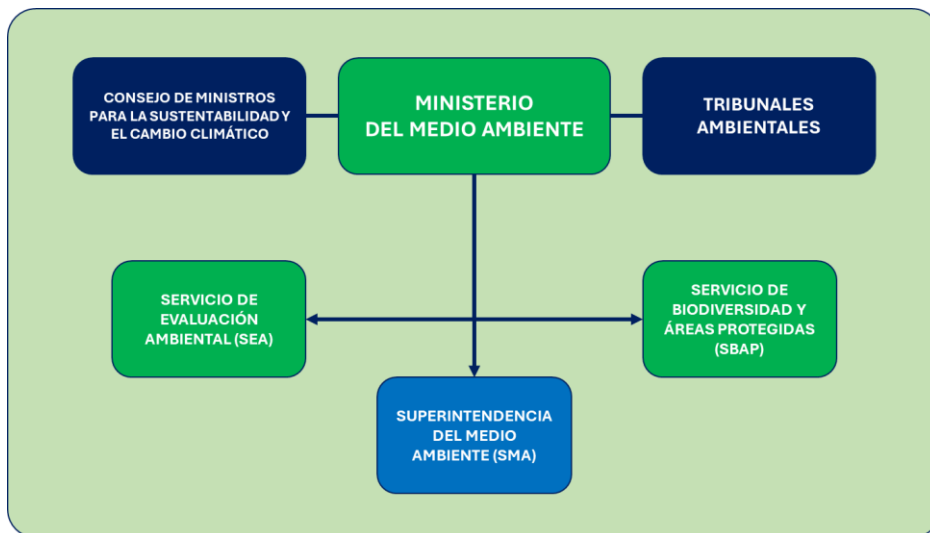 CONSEJO DE MINISTROS
PARA LA SUSTENTABILIDAD Y
EL CAMBIO CLIMÁTICO
MINISTERIO
DEL MEDIO AMBIENTE
TRIBUNALES
AMBIENTALES
SERVICIO DE
EVALUACIÓN
AMBIENTAL (SEA)
SERVICIO DE
BIODIVERSIDAD Y
ÁREAS PROTEGIDAS
(SBAP)
SUPERINTENDENCIA
DEL MEDIO
AMBIENTE (SMA)